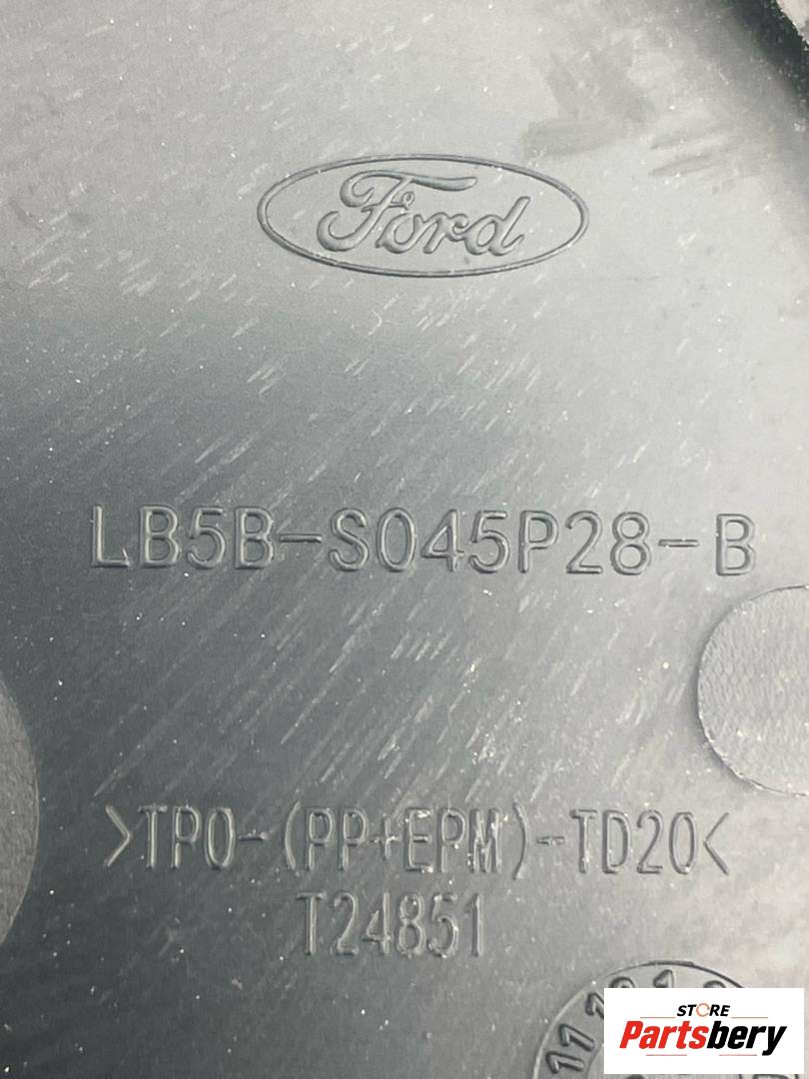 Ford
LB5B-S045P28-B
>TPO-(PP+EPM)-TD20<
T24851
STORE
Partsbery